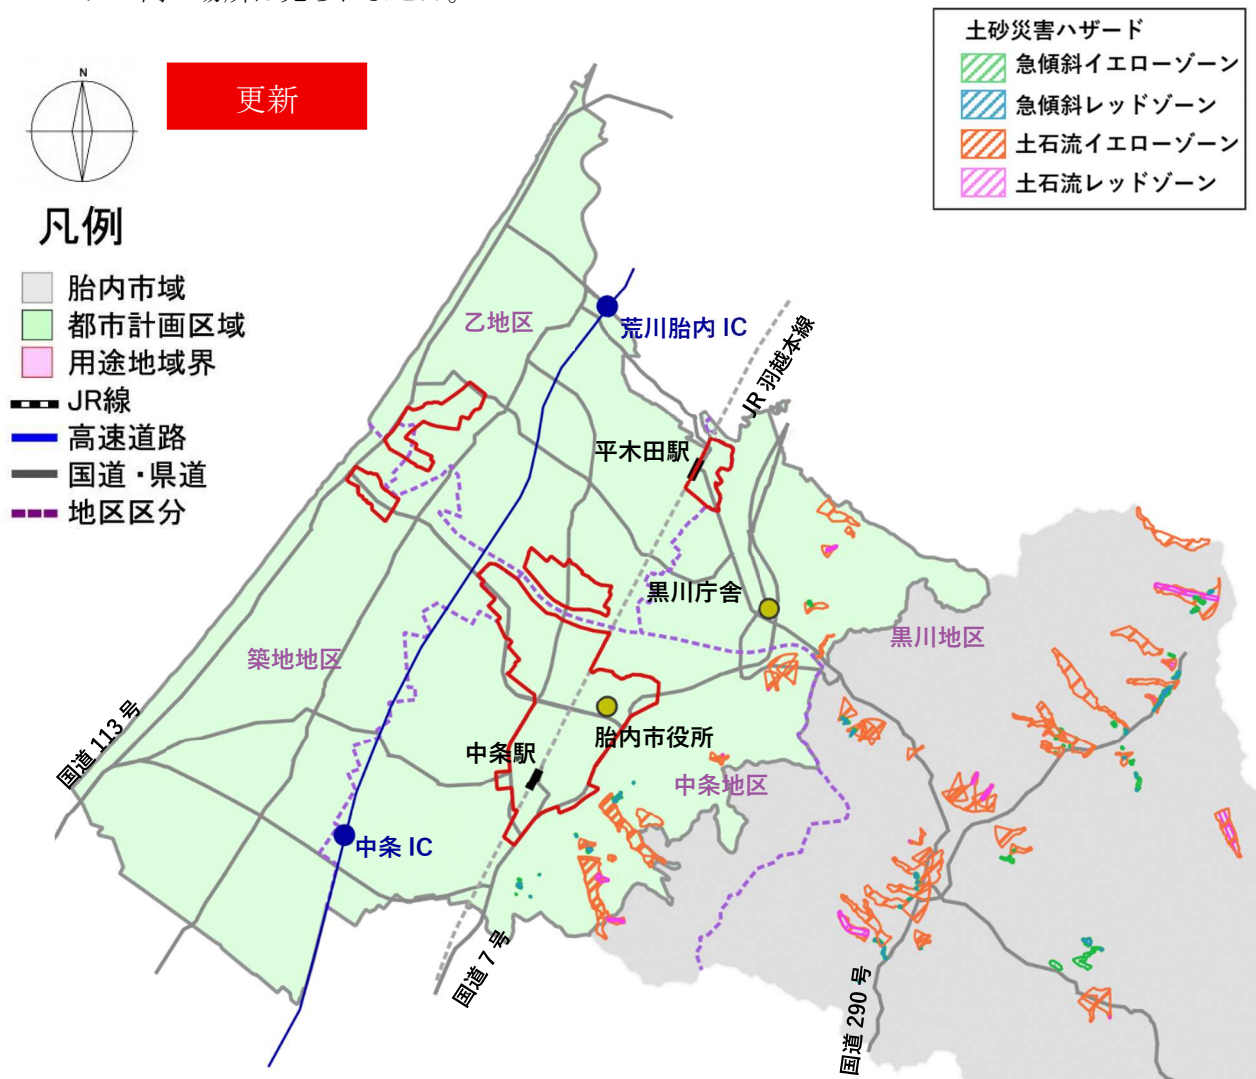 土砂災害ハザード
急傾斜イエローゾーン
急傾斜レッドゾーン
土石流イエローゾーン
土石流レッドゾーン
N
更新
凡例
胎内市域
都市計画区域
用途地域界
JR線
高速道路
国道・県道
地区区分
乙地区
荒川胎内 IC
JR 羽越本線
平木田駅
黒川庁舎
黒川地区
築地地区
国道 113 号
胎内市役所
中条駅
中条地区
中条 IC
国道 7 号
国道 290 号